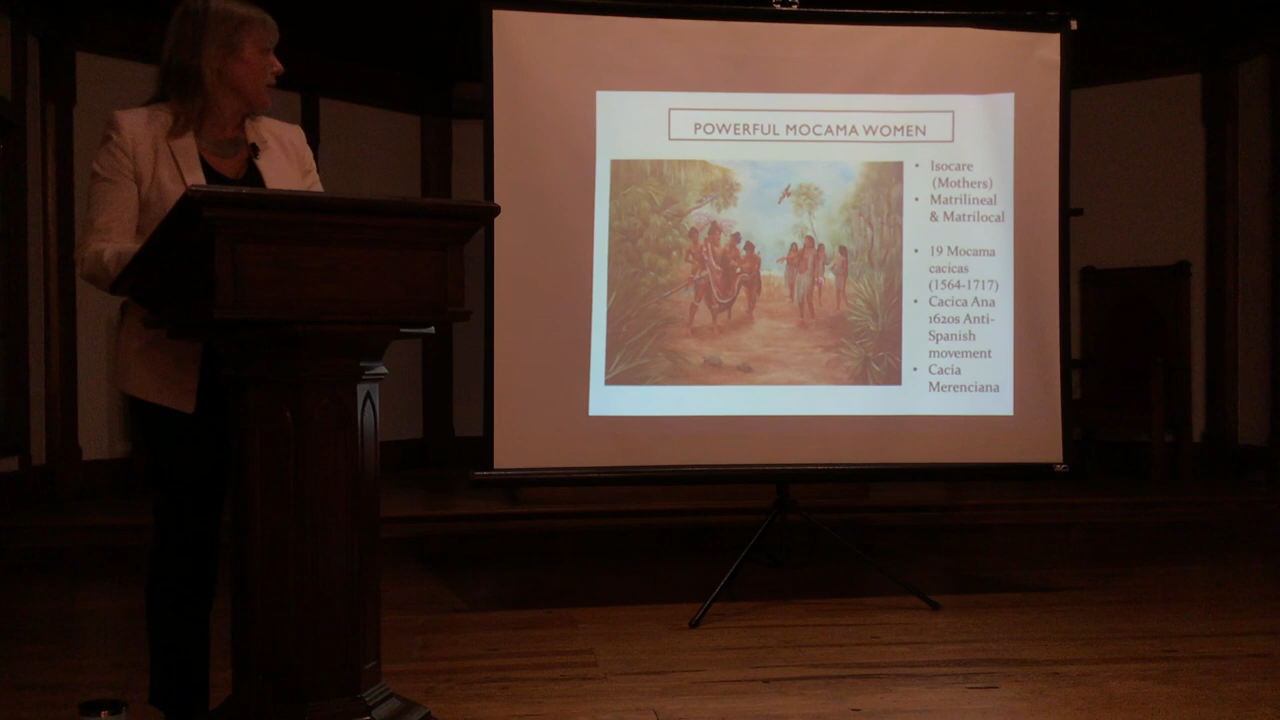 POWERFUL MOCAMA WOMEN
• Isocare
(Mothers)
• Matrilineal
& Matrilocal
• 19 Mocama
cacicas
(1564-1717)
• Cacica Ana
1620s Anti-
Spanish
movement
• Cacia
Merenciana